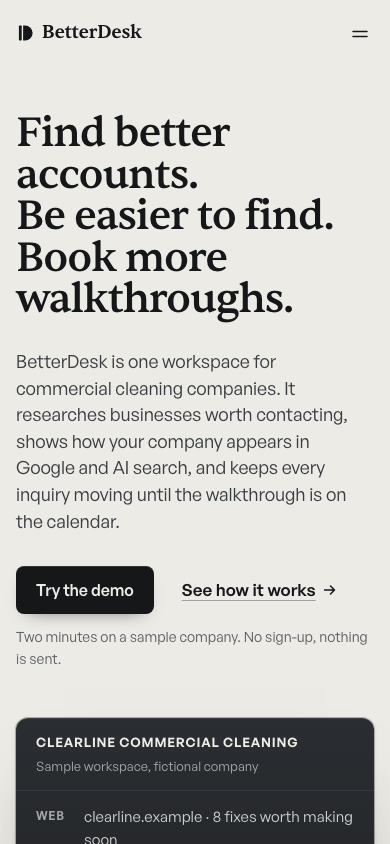 BetterDesk
Find better
accounts.
Be easier to find.
Book more
walkthroughs.
BetterDesk is one workspace for
commercial cleaning companies. It
researches businesses worth contacting,
shows how your company appears in
Google and AI search, and keeps every
inquiry moving until the walkthrough is on
the calendar.
Try the demo
See how it works →
Two minutes on a sample company. No sign-up, nothing
is sent.
CLEARLINE COMMERCIAL CLEANING
Sample workspace, fictional company
WEB clearline.example · 8 fixes worth making
soon